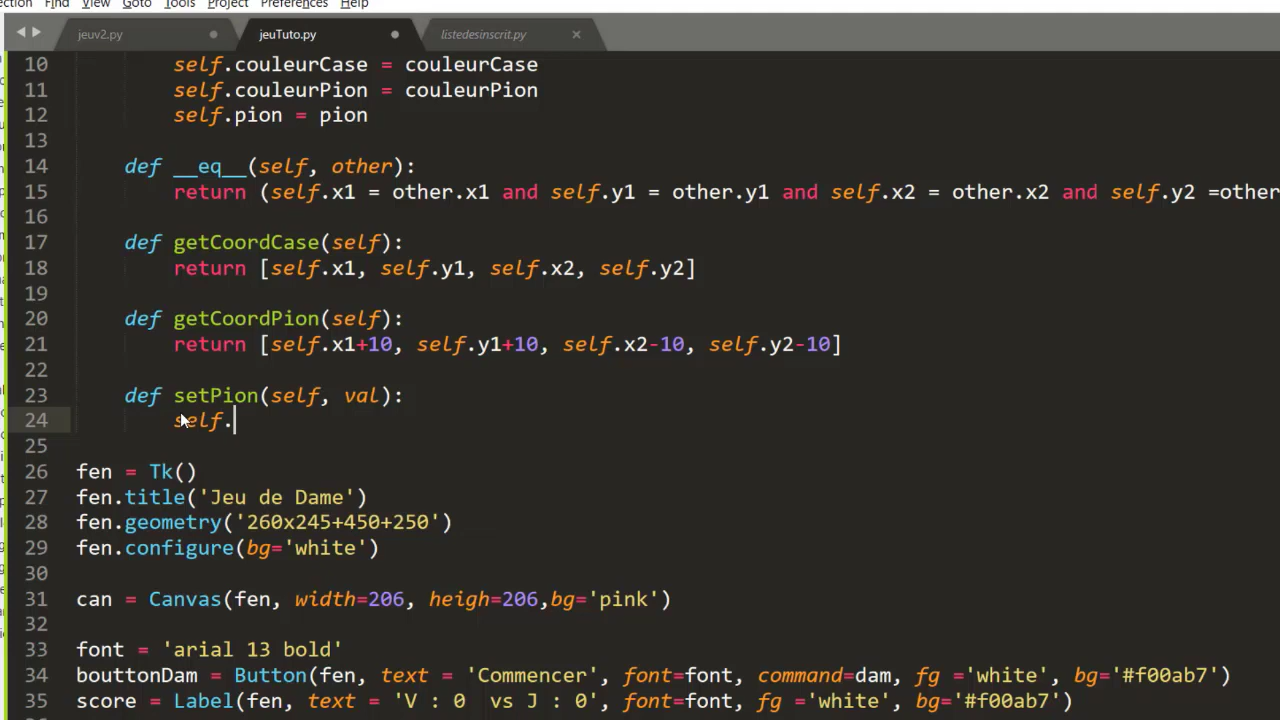 ection Find View Goto Tools Project Preferences Help
jeuv2.py jeuTuto.py listedesinscrit.py
10 self.couleurCase = couleurCase
11 self.couleurPion = couleurPion
12 self.pion = pion
13
14 def __eq__(self, other):
15 return (self.x1 = other.x1 and self.y1 = other.y1 and self.x2 = other.x2 and self.y2 =other
16
17 def getCoordCase(self):
18 return [self.x1, self.y1, self.x2, self.y2]
19
20 def getCoordPion(self):
21 return [self.x1+10, self.y1+10, self.x2-10, self.y2-10]
22
23 def setPion(self, val):
24 self.
25
26 fen = Tk()
27 fen.title('Jeu de Dame')
28 fen.geometry('260x245+450+250')
29 fen.configure(bg='white')
30
31 can = Canvas(fen, width=206, heigh=206,bg='pink')
32
33 font = 'arial 13 bold'
34 bouttonDam = Button(fen, text = 'Commencer', font=font, command=dam, fg ='white', bg='#f00ab7')
35 score = Label(fen, text = 'V : 0  vs J : 0', font=font, fg ='white', bg='#f00ab7')